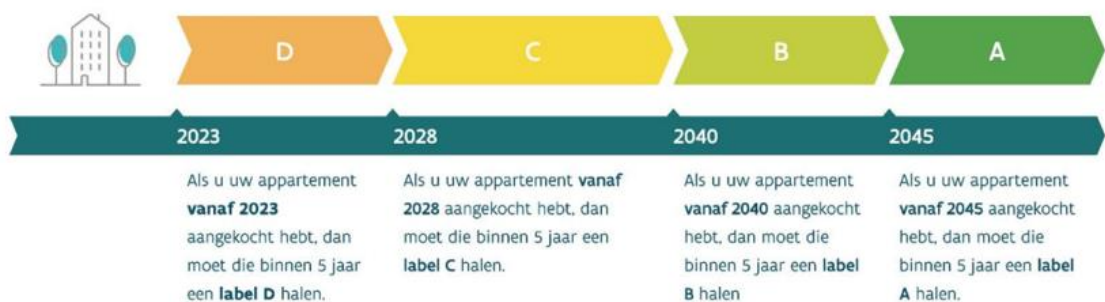 D
C
B
A
2023
2028
2040
2045
Als u uw appartement
vanaf 2023
aangekocht hebt, dan
moet die binnen 5 jaar
een label D halen.
Als u uw appartement vanaf
2028 aangekocht hebt, dan
moet die binnen 5 jaar een
label C halen.
Als u uw appartement
vanaf 2040 aangekocht
hebt, dan moet die
binnen 5 jaar een label
B halen
Als u uw appartement
vanaf 2045 aangekocht
hebt, dan moet die
binnen 5 jaar een label
A halen.